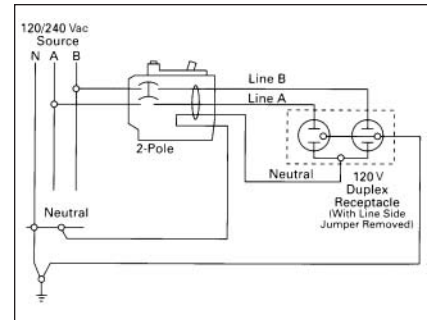 120/240 Vac
Source
N A B
Line B
Line A
2-Pole
Neutral
Neutral
120 V
Duplex
Receptacle
(With Line Side
Jumper Removed)